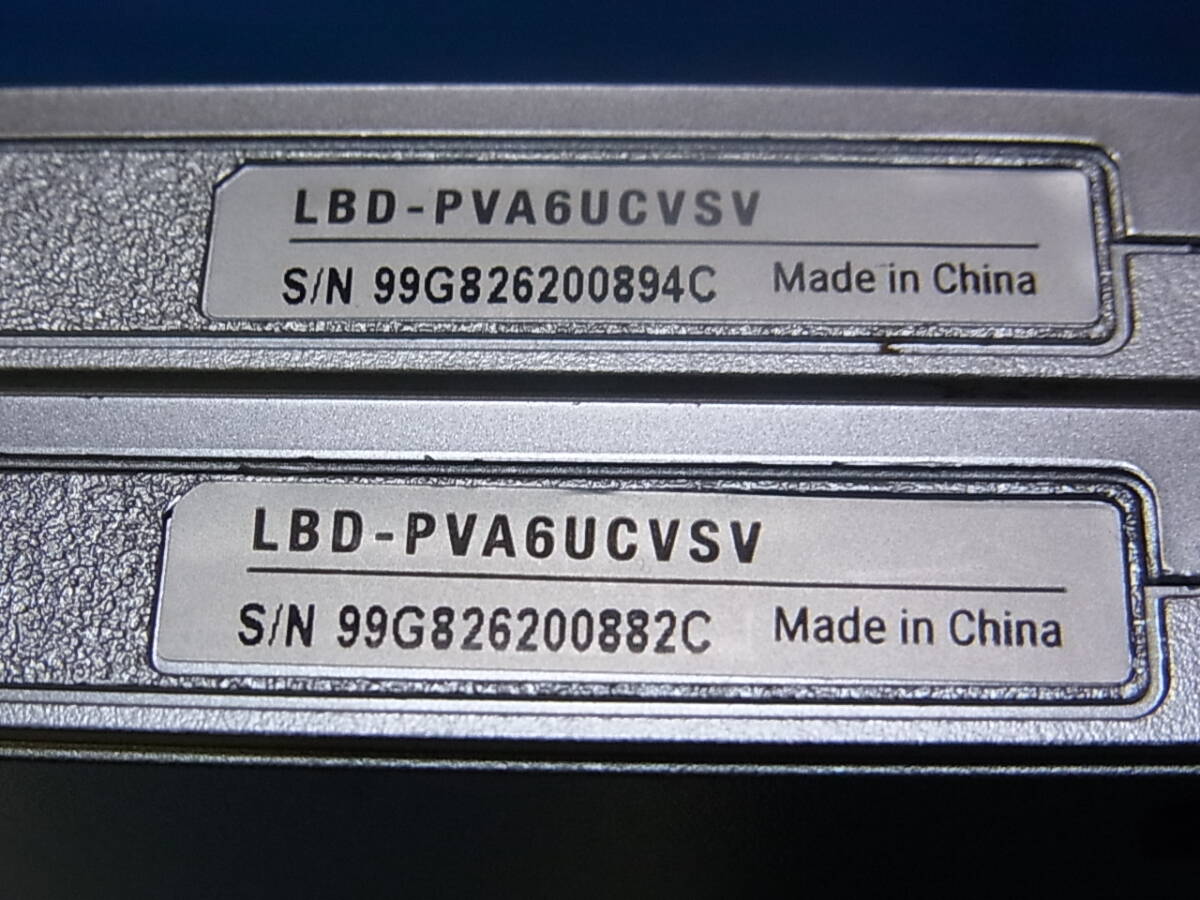 LBD-PVA6UCVSV
S/N 99G826200894C Made in China
LBD-PVA6UCVSV
S/N 99G826200882C Made in China